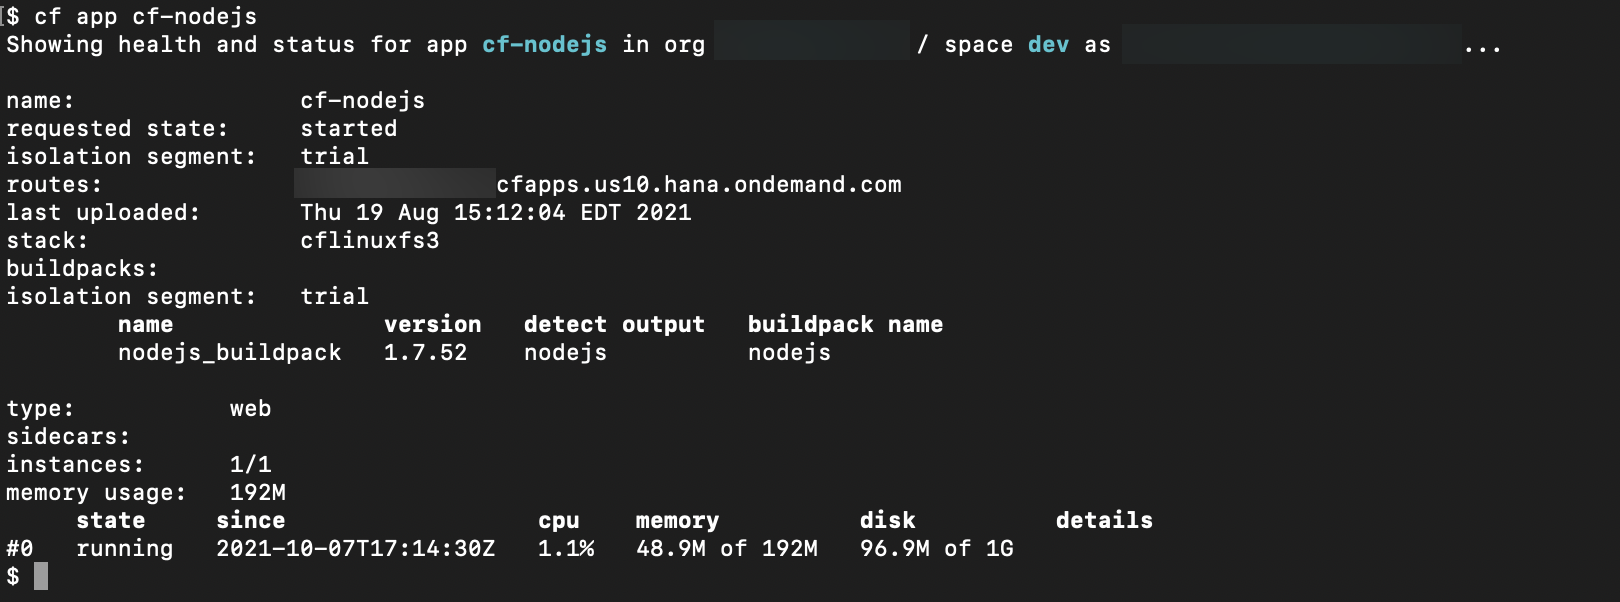 $ cf app cf-nodejs
Showing health and status for app cf-nodejs in org / space dev as ...
name: cf-nodejs
requested state: started
isolation segment: trial
routes: cfapps.us10.hana.ondemand.com
last uploaded: Thu 19 Aug 15:12:04 EDT 2021
stack: cflinuxfs3
buildpacks:
isolation segment: trial
name version detect output buildpack name
nodejs_buildpack 1.7.52 nodejs nodejs
type: web
sidecars:
instances: 1/1
memory usage: 192M
state since cpu memory disk details
#0 running 2021-10-07T17:14:30Z 1.1% 48.9M of 192M 96.9M of 1G
$